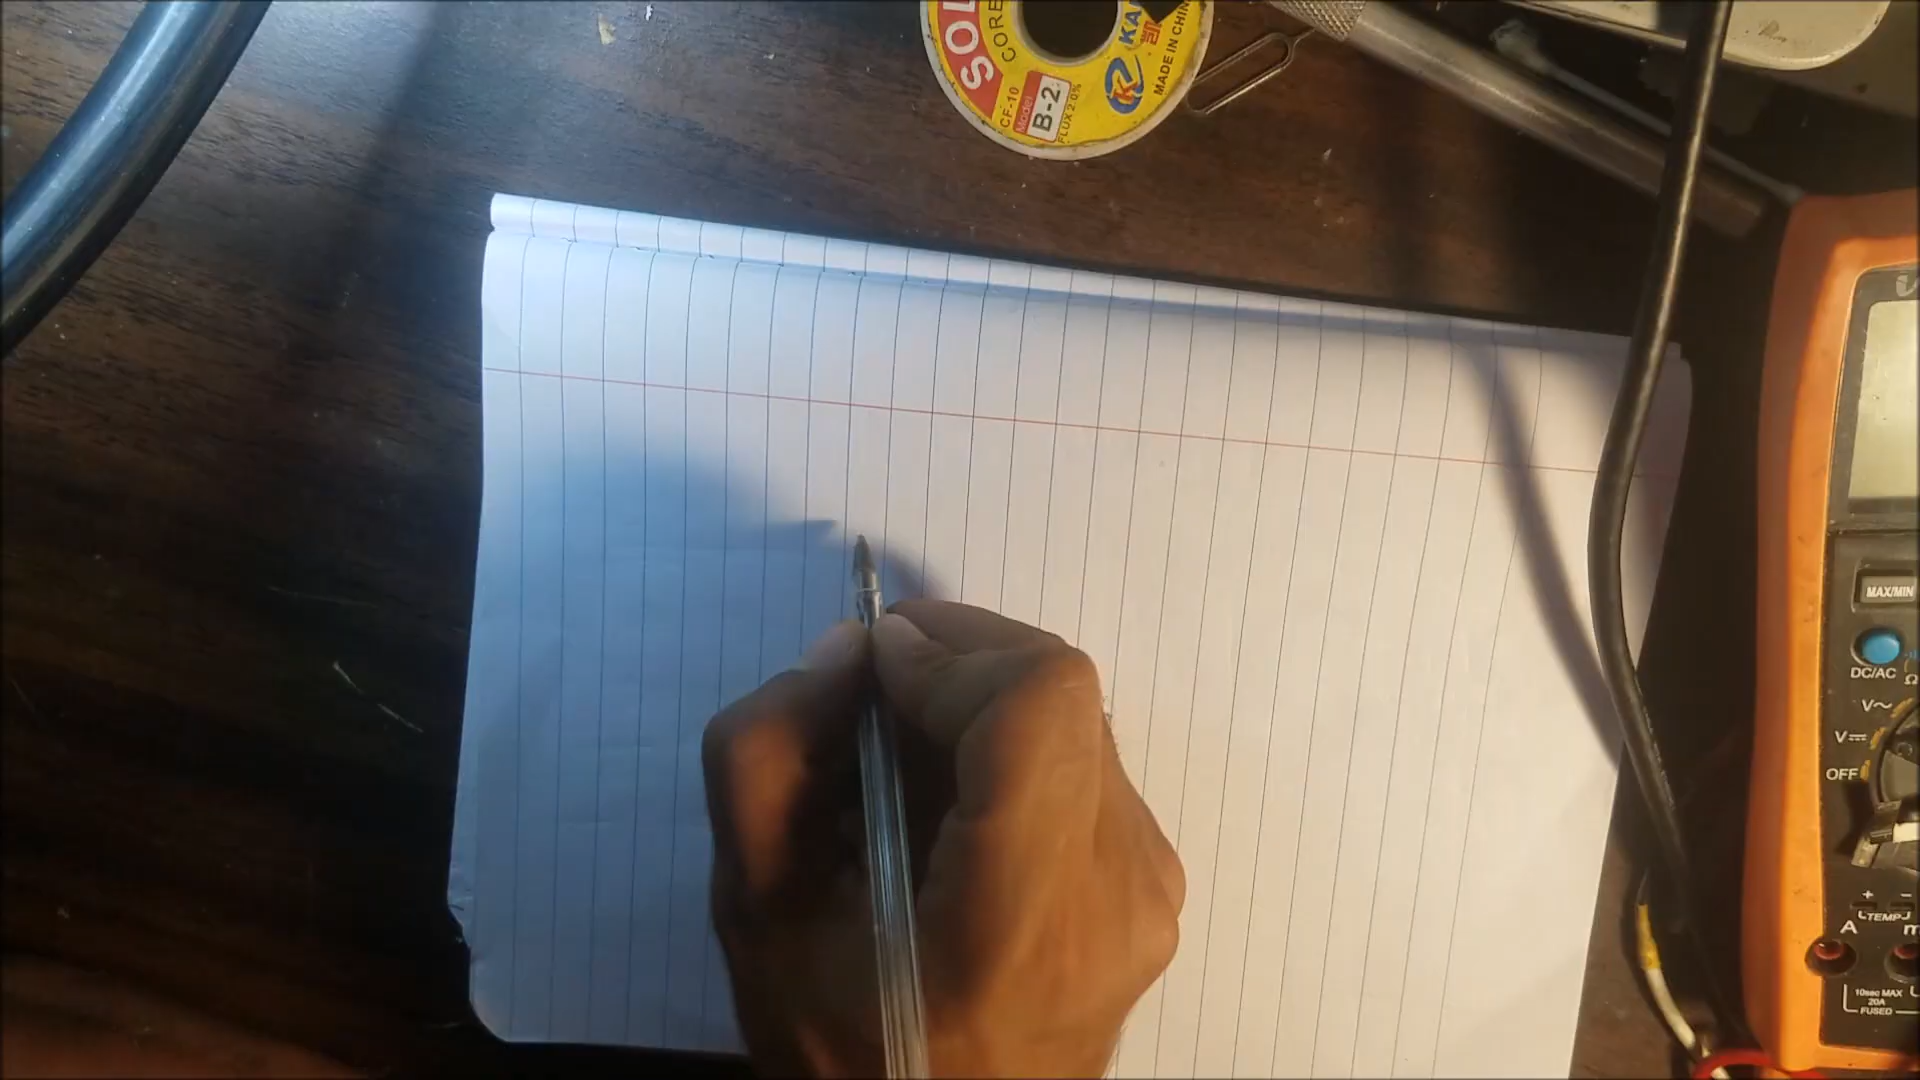 SOL
CORE
CF-10
Model
B-2
FLUX 2.0%
MADE IN CHIN
MAX/MIN
DC/AC
Ω
V~
V
OFF
+ −
TEMP
A
m
10sec MAX
20A
FUSED